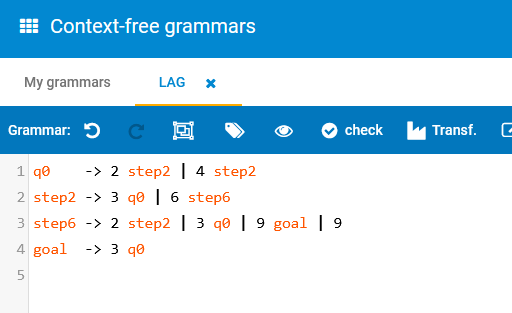 Context-free grammars
My grammars LAG ×
Grammar: check Transf.
1 q0 -> 2 step2 | 4 step2
2 step2 -> 3 q0 | 6 step6
3 step6 -> 2 step2 | 3 q0 | 9 goal | 9
4 goal -> 3 q0
5